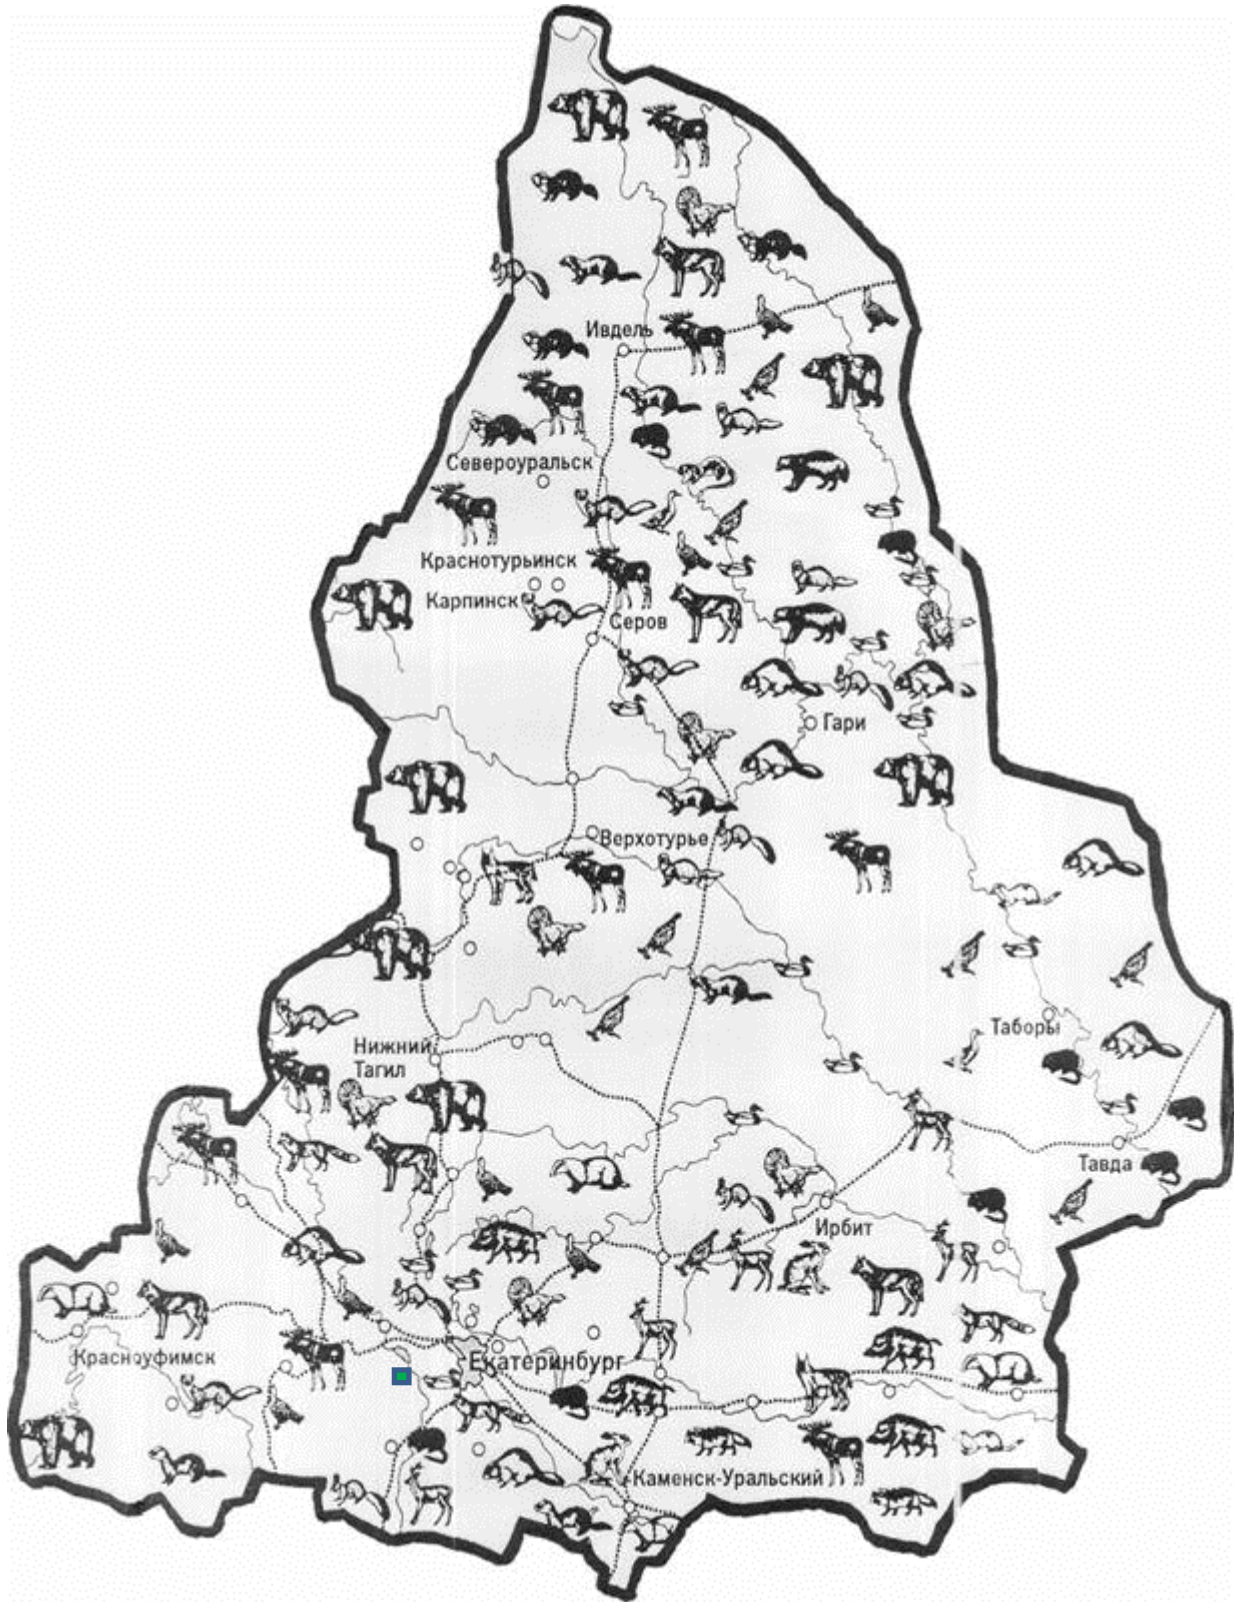 Ивдель
Североуральск
Краснотурьинск
Карпинск
Серов
Гари
Верхотурье
Таборы
Нижний
Тагил
Тавда
Ирбит
Красноуфимск
Екатеринбург
Каменск-Уральский